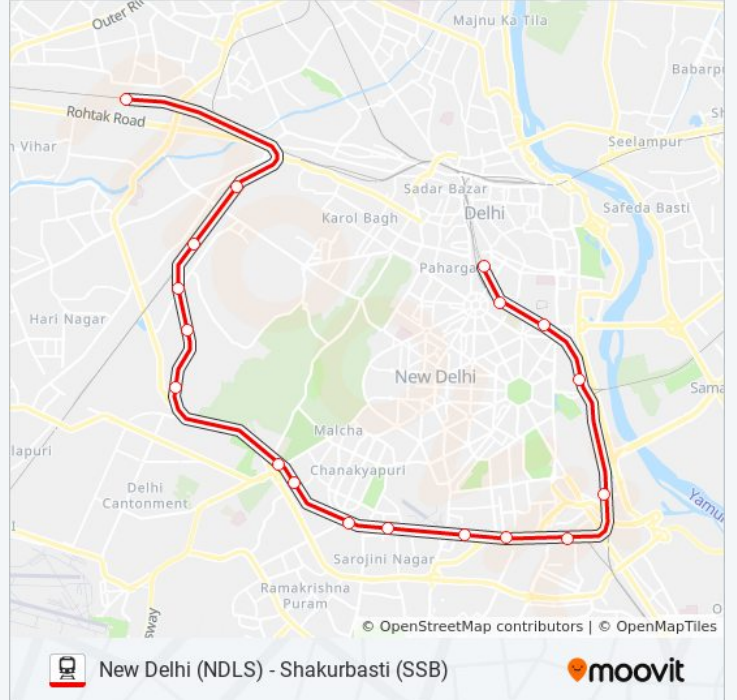 Outer Rin
Majnu Ka Tila
Babarpu
Rohtak Road
Seelampur
n Vihar
Sadar Bazar
Safeda Basti
Karol Bagh
Delhi
Paharga
Hari Nagar
New Delhi
Sama
Malcha
lapuri
Chanakyapuri
Delhi
Cantonment
Yamu
Sarojini Nagar
Ramakrishna
Puram
sway
© OpenStreetMap contributors | © OpenMapTiles
New Delhi (NDLS) - Shakurbasti (SSB)
moovit